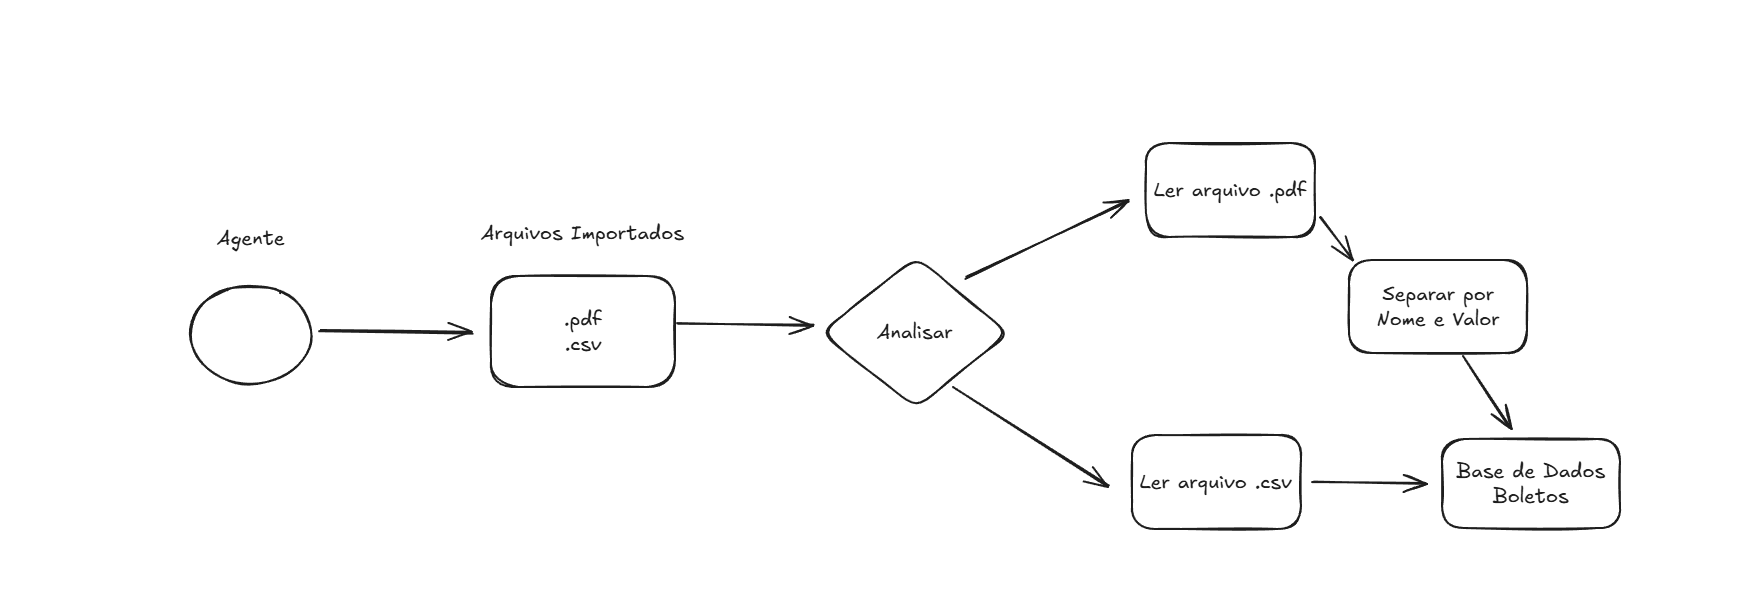 Agente
Arquivos Importados
.pdf
.csv
Analisar
Ler arquivo .pdf
Separar por
Nome e Valor
Ler arquivo .csv
Base de Dados
Boletos